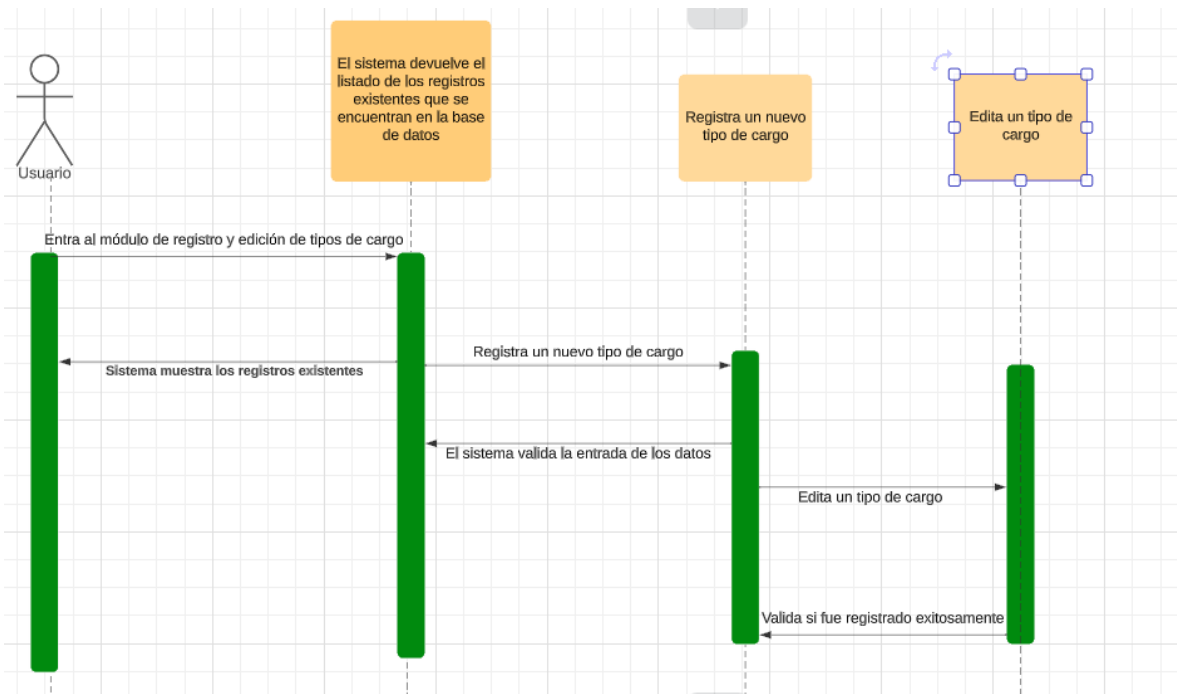 El sistema devuelve el
listado de los registros
existentes que se
encuentran en la base
de datos
Registra un nuevo
tipo de cargo
Edita un tipo de
cargo
Usuario
Entra al módulo de registro y edición de tipos de cargo
Registra un nuevo tipo de cargo
Sistema muestra los registros existentes
El sistema valida la entrada de los datos
Edita un tipo de cargo
Valida si fue registrado exitosamente